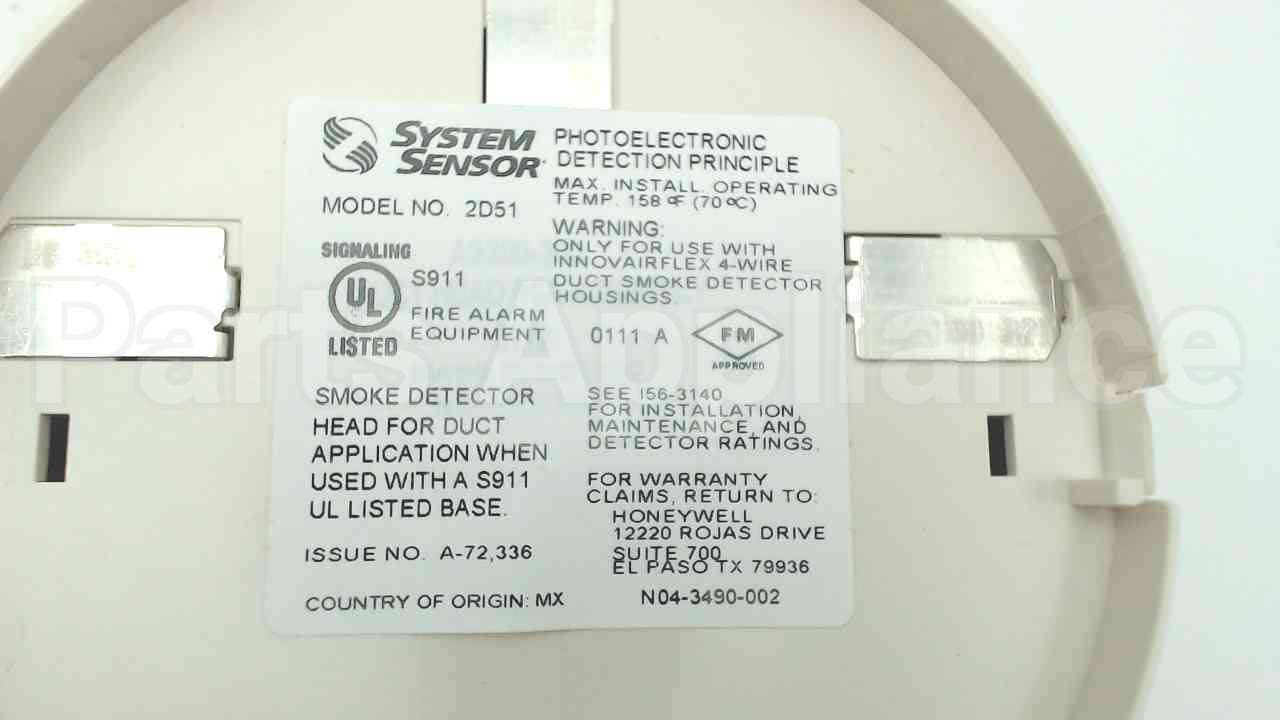 SYSTEM
SENSOR
MODEL NO. 2D51
SIGNALING
UL
LISTED
S911
FIRE ALARM
EQUIPMENT
SMOKE DETECTOR
HEAD FOR DUCT
APPLICATION WHEN
USED WITH A S911
UL LISTED BASE.
ISSUE NO. A-72,336
COUNTRY OF ORIGIN: MX
PHOTOELECTRONIC
DETECTION PRINCIPLE
MAX. INSTALL. OPERATING
TEMP. 158 ºF (70 ºC)
WARNING:
ONLY FOR USE WITH
INNOVAIRFLEX 4-WIRE
DUCT SMOKE DETECTOR
HOUSINGS.
0111 A
FM
APPROVED
SEE I56-3140
FOR INSTALLATION,
MAINTENANCE, AND
DETECTOR RATINGS.
FOR WARRANTY
CLAIMS, RETURN TO:
HONEYWELL
12220 ROJAS DRIVE
SUITE 700
EL PASO TX 79936
N04-3490-002
Parts Appliance